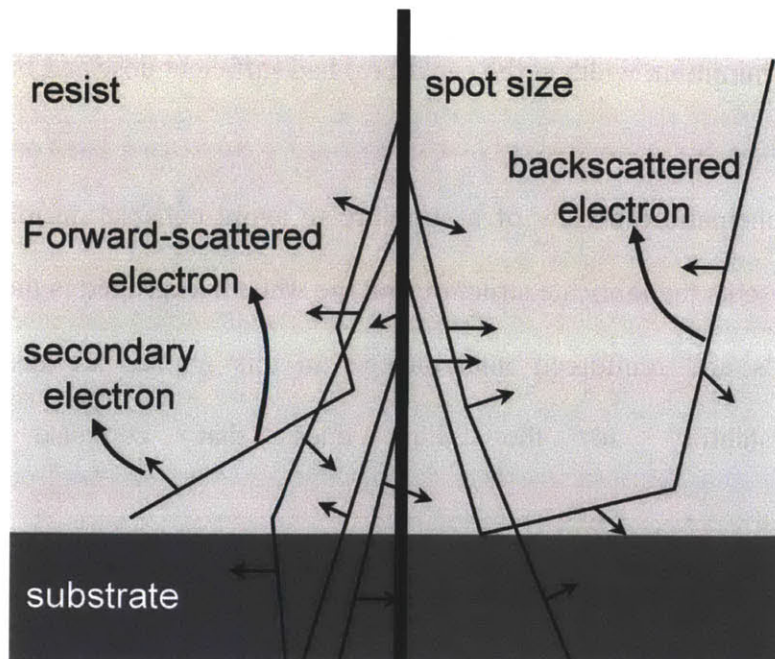 resist
spot size
backscattered
electron
Forward-scattered
electron
secondary
electron
substrate